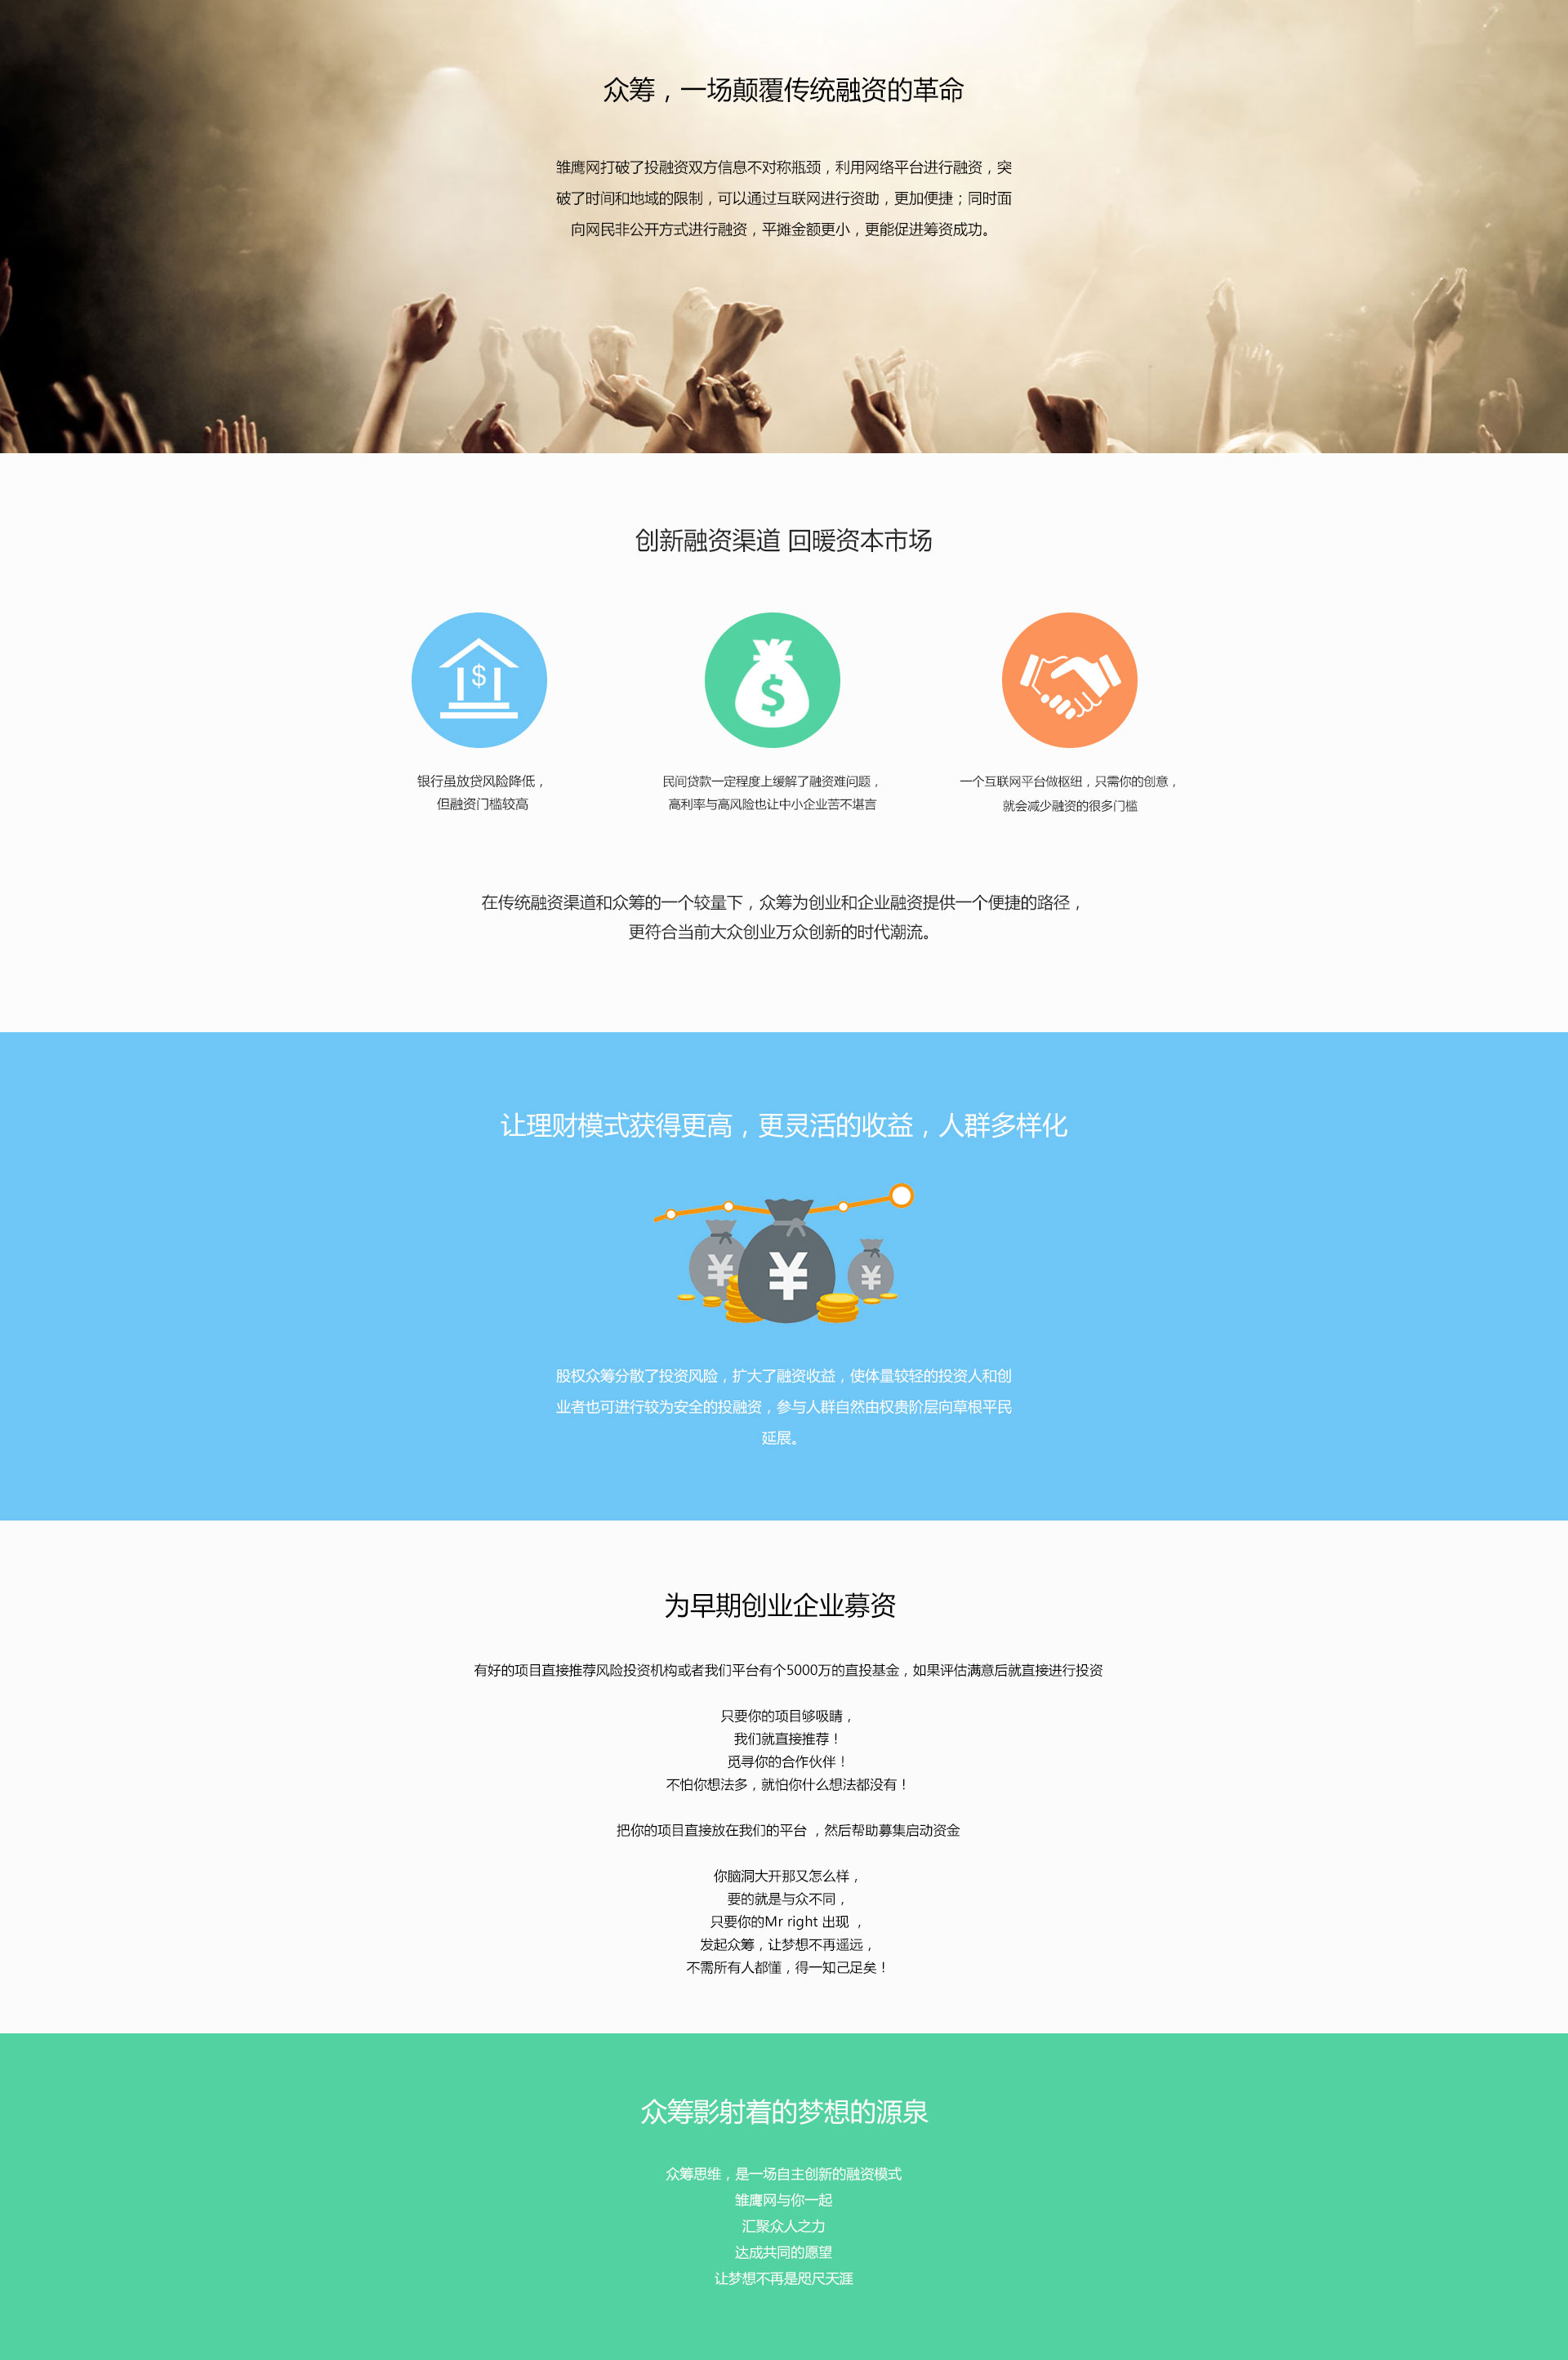 众筹，一场颠覆传统融资的革命
雏鹰网打破了投融资双方信息不对称瓶颈，利用网络平台进行融资，突
破了时间和地域的限制，可以通过互联网进行资助，更加便捷；同时面
向网民非公开方式进行融资，平摊金额更小，更能促进筹资成功。
创新融资渠道 回暖资本市场
$
$
银行虽放贷风险降低，
但融资门槛较高
民间贷款一定程度上缓解了融资难问题，
高利率与高风险也让中小企业苦不堪言
一个互联网平台做枢纽，只需你的创意，
就会减少融资的很多门槛
在传统融资渠道和众筹的一个较量下，众筹为创业和企业融资提供一个便捷的路径，
更符合当前大众创业万众创新的时代潮流。
让理财模式获得更高，更灵活的收益，人群多样化
¥ ¥ ¥
股权众筹分散了投资风险，扩大了融资收益，使体量较轻的投资人和创
业者也可进行较为安全的投融资，参与人群自然由权贵阶层向草根平民
延展。
为早期创业企业募资
有好的项目直接推荐风险投资机构或者我们平台有个5000万的直投基金，如果评估满意后就直接进行投资
只要你的项目够吸睛，
我们就直接推荐！
觅寻你的合作伙伴！
不怕你想法多，就怕你什么想法都没有！
把你的项目直接放在我们的平台 ，然后帮助募集启动资金
你脑洞大开那又怎么样，
要的就是与众不同，
只要你的Mr right 出现 ，
发起众筹，让梦想不再遥远，
不需所有人都懂，得一知己足矣！
众筹影射着的梦想的源泉
众筹思维，是一场自主创新的融资模式
雏鹰网与你一起
汇聚众人之力
达成共同的愿望
让梦想不再是咫尺天涯